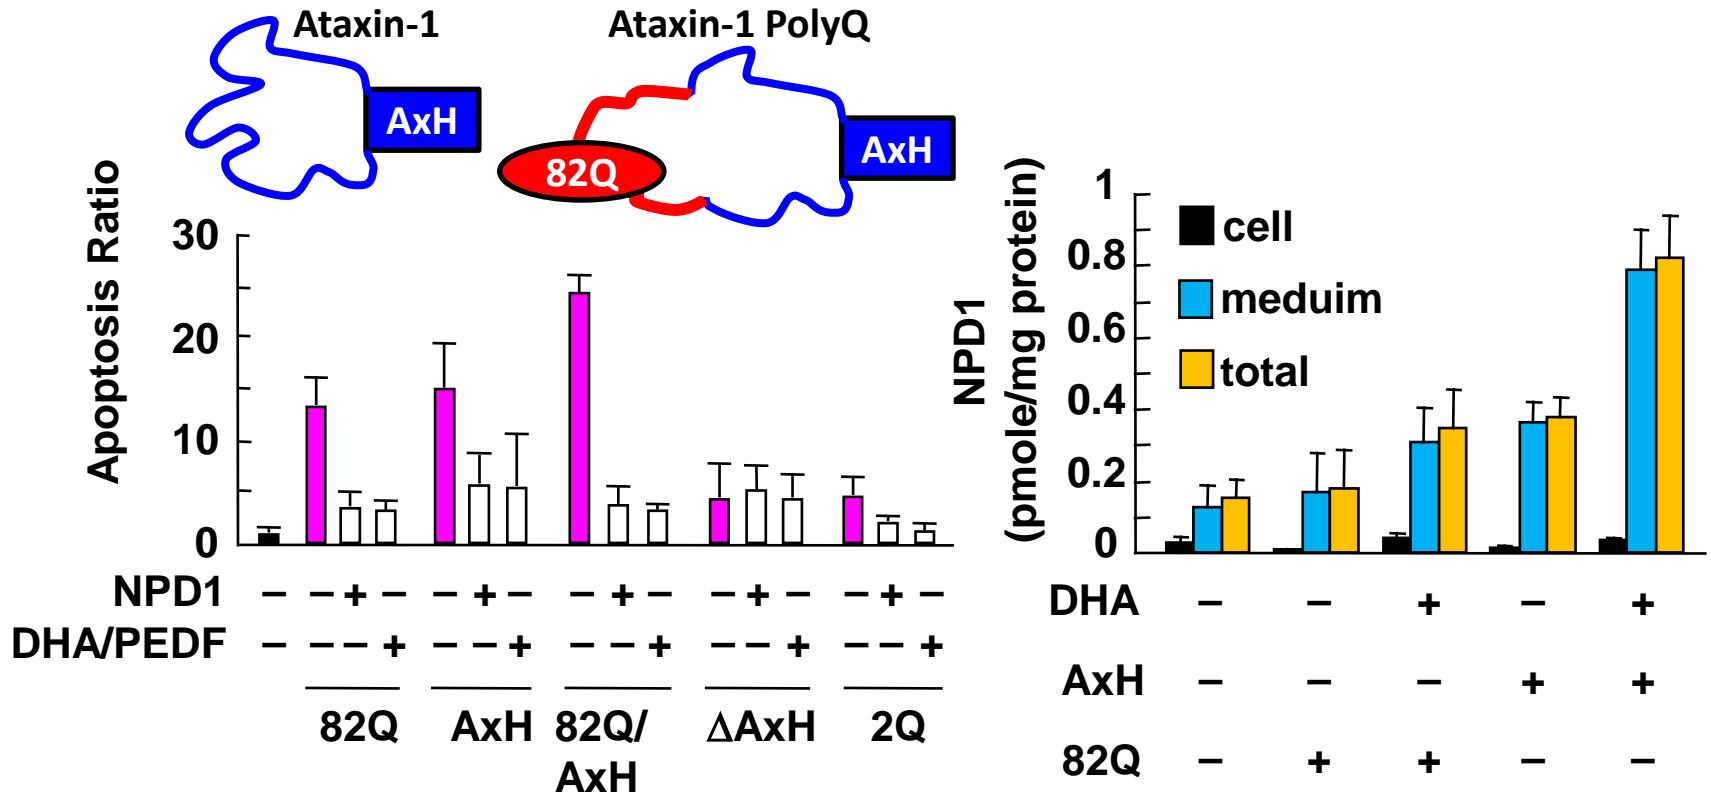 Ataxin-1
Ataxin-1 PolyQ
AxH
82Q
AxH
Apoptosis Ratio
30
20
10
0
NPD1 – – + – – + – – + – – + – – + –
DHA/PEDF – – – + – – + – – + – – + – – +
82Q AxH 82Q/ ΔAxH 2Q
AxH
NPD1
(pmole/mg protein)
1
0.8
0.6
0.4
0.2
0
cell
meduim
total
DHA – – + – +
AxH – – – + +
82Q – + + – –